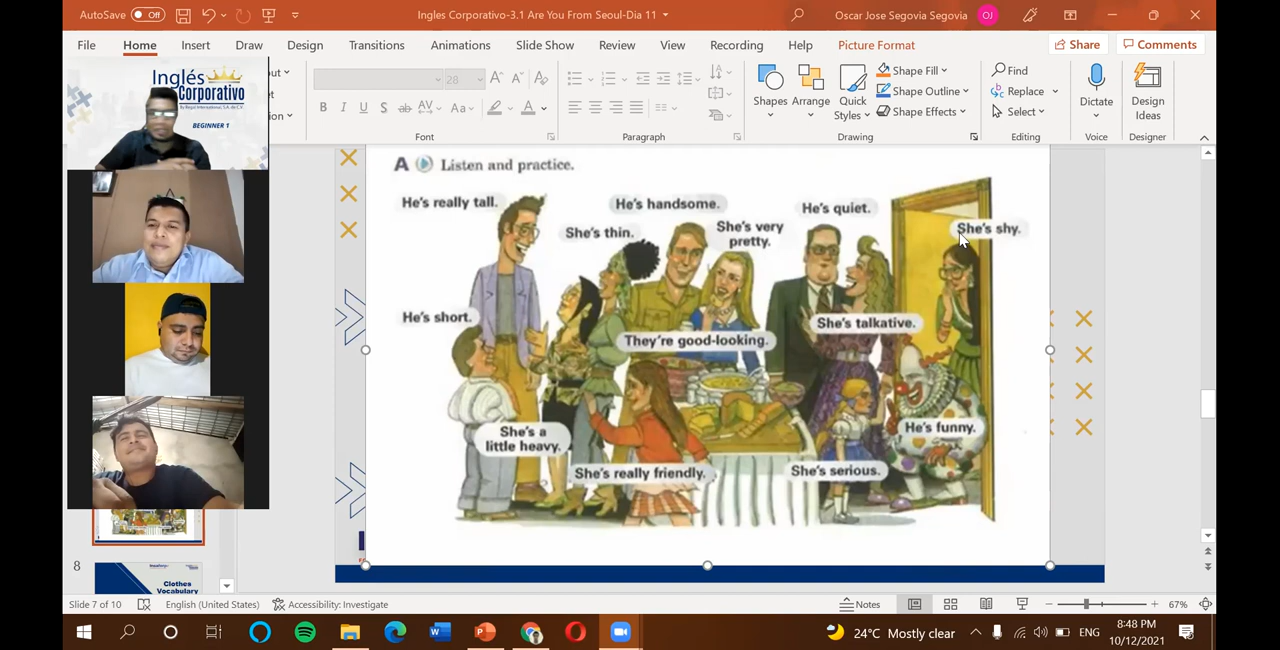 AutoSave Off
Ingles Corporativo-3.1 Are You From Seoul-Dia 11
Oscar Jose Segovia Segovia OJ
File Home Insert Draw Design Transitions Animations Slide Show Review View Recording Help Picture Format
Share Comments
28
Shapes
Arrange
Quick
Styles
Shape Fill
Shape Outline
Shape Effects
Find
Replace
Select
Dictate
Design
Ideas
Font
Paragraph
Drawing
Editing
Voice
Designer
Inglés
Corporativo
BEGINNER 1
A Listen and practice.
He's really tall.
He's handsome.
He's quiet.
She's thin.
She's very
pretty.
She's shy.
He's short.
They're good-looking.
She's talkative.
She's a
little heavy.
He's funny.
She's really friendly.
She's serious.
8
Clothes
Vocabulary
Slide 7 of 10
English (United States)
Accessibility: Investigate
Notes
67%
24°C Mostly clear
ENG
8:48 PM
10/12/2021